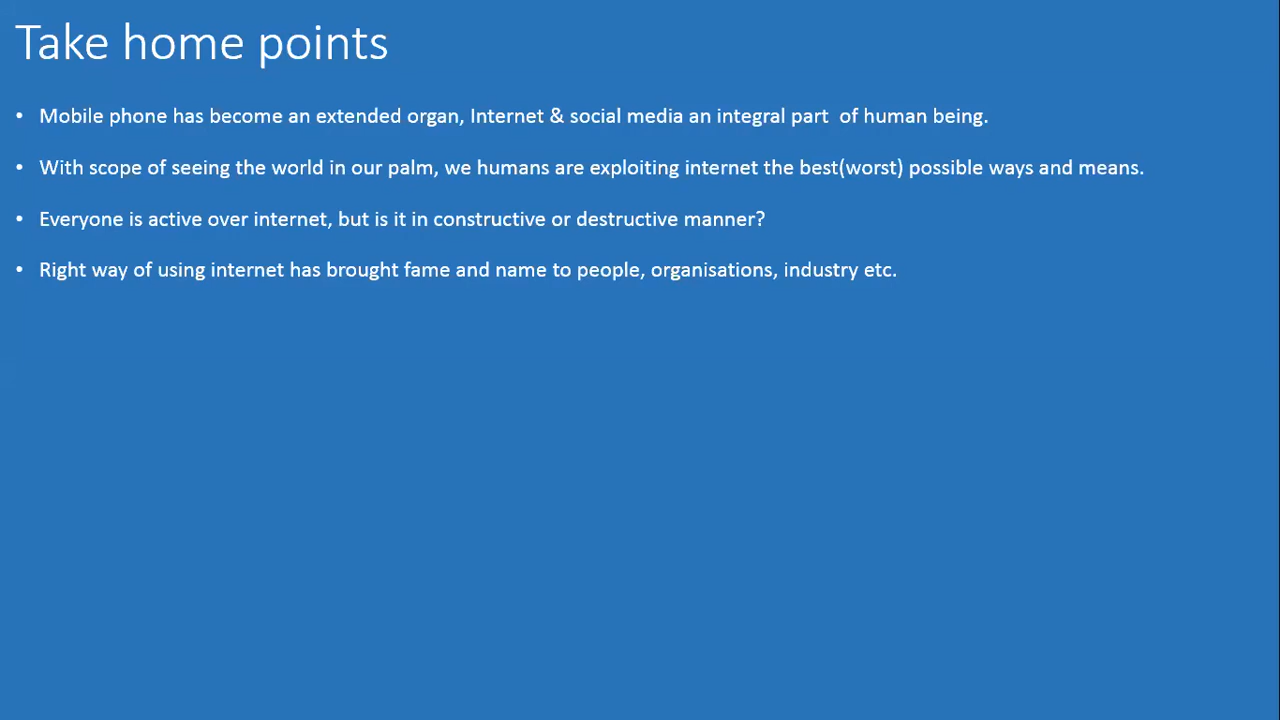 Take home points
• Mobile phone has become an extended organ, Internet & social media an integral part  of human being.
• With scope of seeing the world in our palm, we humans are exploiting internet the best(worst) possible ways and means.
• Everyone is active over internet, but is it in constructive or destructive manner?
• Right way of using internet has brought fame and name to people, organisations, industry etc.